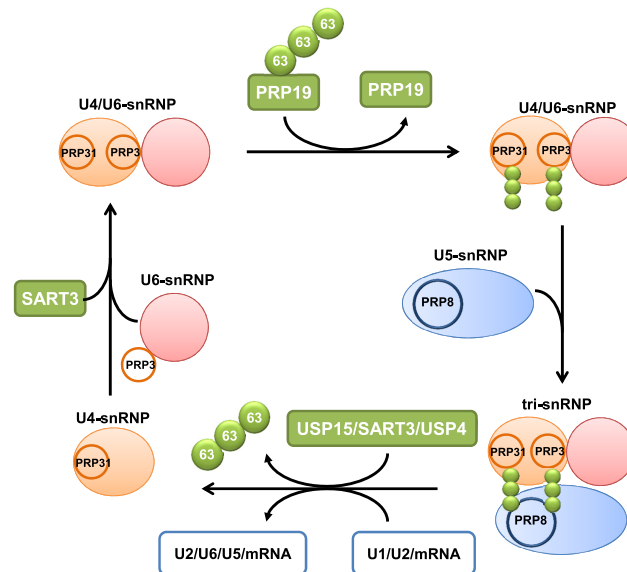 63
63
63
PRP19
PRP19
U4/U6-snRNP
PRP31
PRP3
U4/U6-snRNP
PRP31
PRP3
U5-snRNP
PRP8
SART3
U6-snRNP
PRP3
U4-snRNP
PRP31
63
63
63
USP15/SART3/USP4
tri-snRNP
PRP31
PRP3
PRP8
U2/U6/U5/mRNA
U1/U2/mRNA